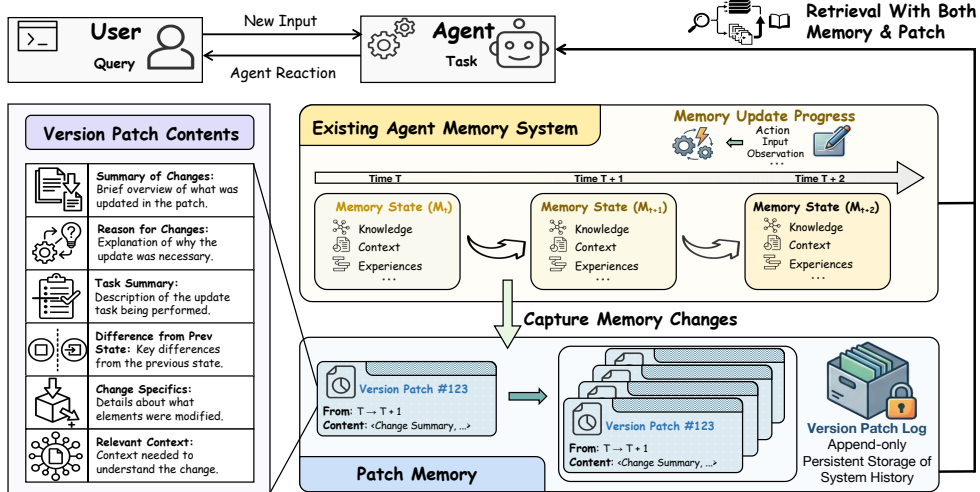 User
Query
New Input
Agent Reaction
Agent
Task
Retrieval With Both
Memory & Patch
Version Patch Contents
Summary of Changes:
Brief overview of what was
updated in the patch.
Reason for Changes:
Explanation of why the
update was necessary.
Task Summary:
Description of the update
task being performed.
Difference from Prev
State: Key differences
from the previous state.
Change Specifics:
Details about what
elements were modified.
Relevant Context:
Context needed to
understand the change.
Existing Agent Memory System
Memory Update Progress
Action
Input
Observation
...
Time T
Time T + 1
Time T + 2
Memory State (Mₜ)
Knowledge
Context
Experiences
...
Memory State (Mₜ₊₁)
Knowledge
Context
Experiences
...
Memory State (Mₜ₊₂)
Knowledge
Context
Experiences
...
Capture Memory Changes
Version Patch #123
From: T → T + 1
Content: <Change Summary, ...>
Version Patch #123
From: T → T + 1
Content: <Change Summary, ...>
Patch Memory
Version Patch Log
Append-only
Persistent Storage of
System History